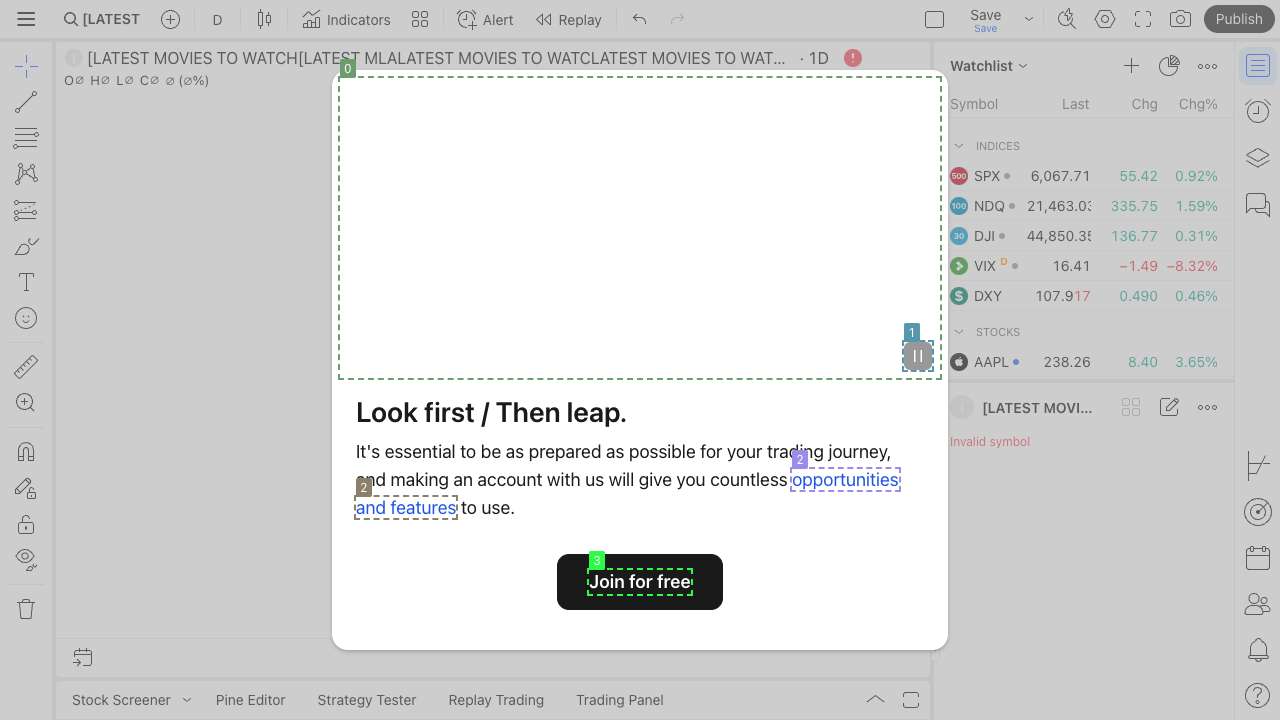 [LATEST
D
Indicators
Alert
Replay
Save
Save
Publish
[LATEST MOVIES TO WATCH[LATEST MLALATEST MOVIES TO WATCLATEST MOVIES TO WAT... · 1D
O∅ H∅ L∅ C∅ ∅ (∅%)
Watchlist
Symbol Last Chg Chg%
INDICES
500 SPX 6,067.71 55.42 0.92%
100 NDQ 21,463.03 335.75 1.59%
30 DJI 44,850.35 136.77 0.31%
VIX D 16.41 −1.49 −8.32%
$ DXY 107.917 0.490 0.46%
STOCKS
AAPL 238.26 8.40 3.65%
[LATEST MOVI...
Invalid symbol
0
1
Look first / Then leap.
It's essential to be as prepared as possible for your trading journey,
2
and making an account with us will give you countless opportunities
2
and features to use.
3
Join for free
Stock Screener
Pine Editor
Strategy Tester
Replay Trading
Trading Panel